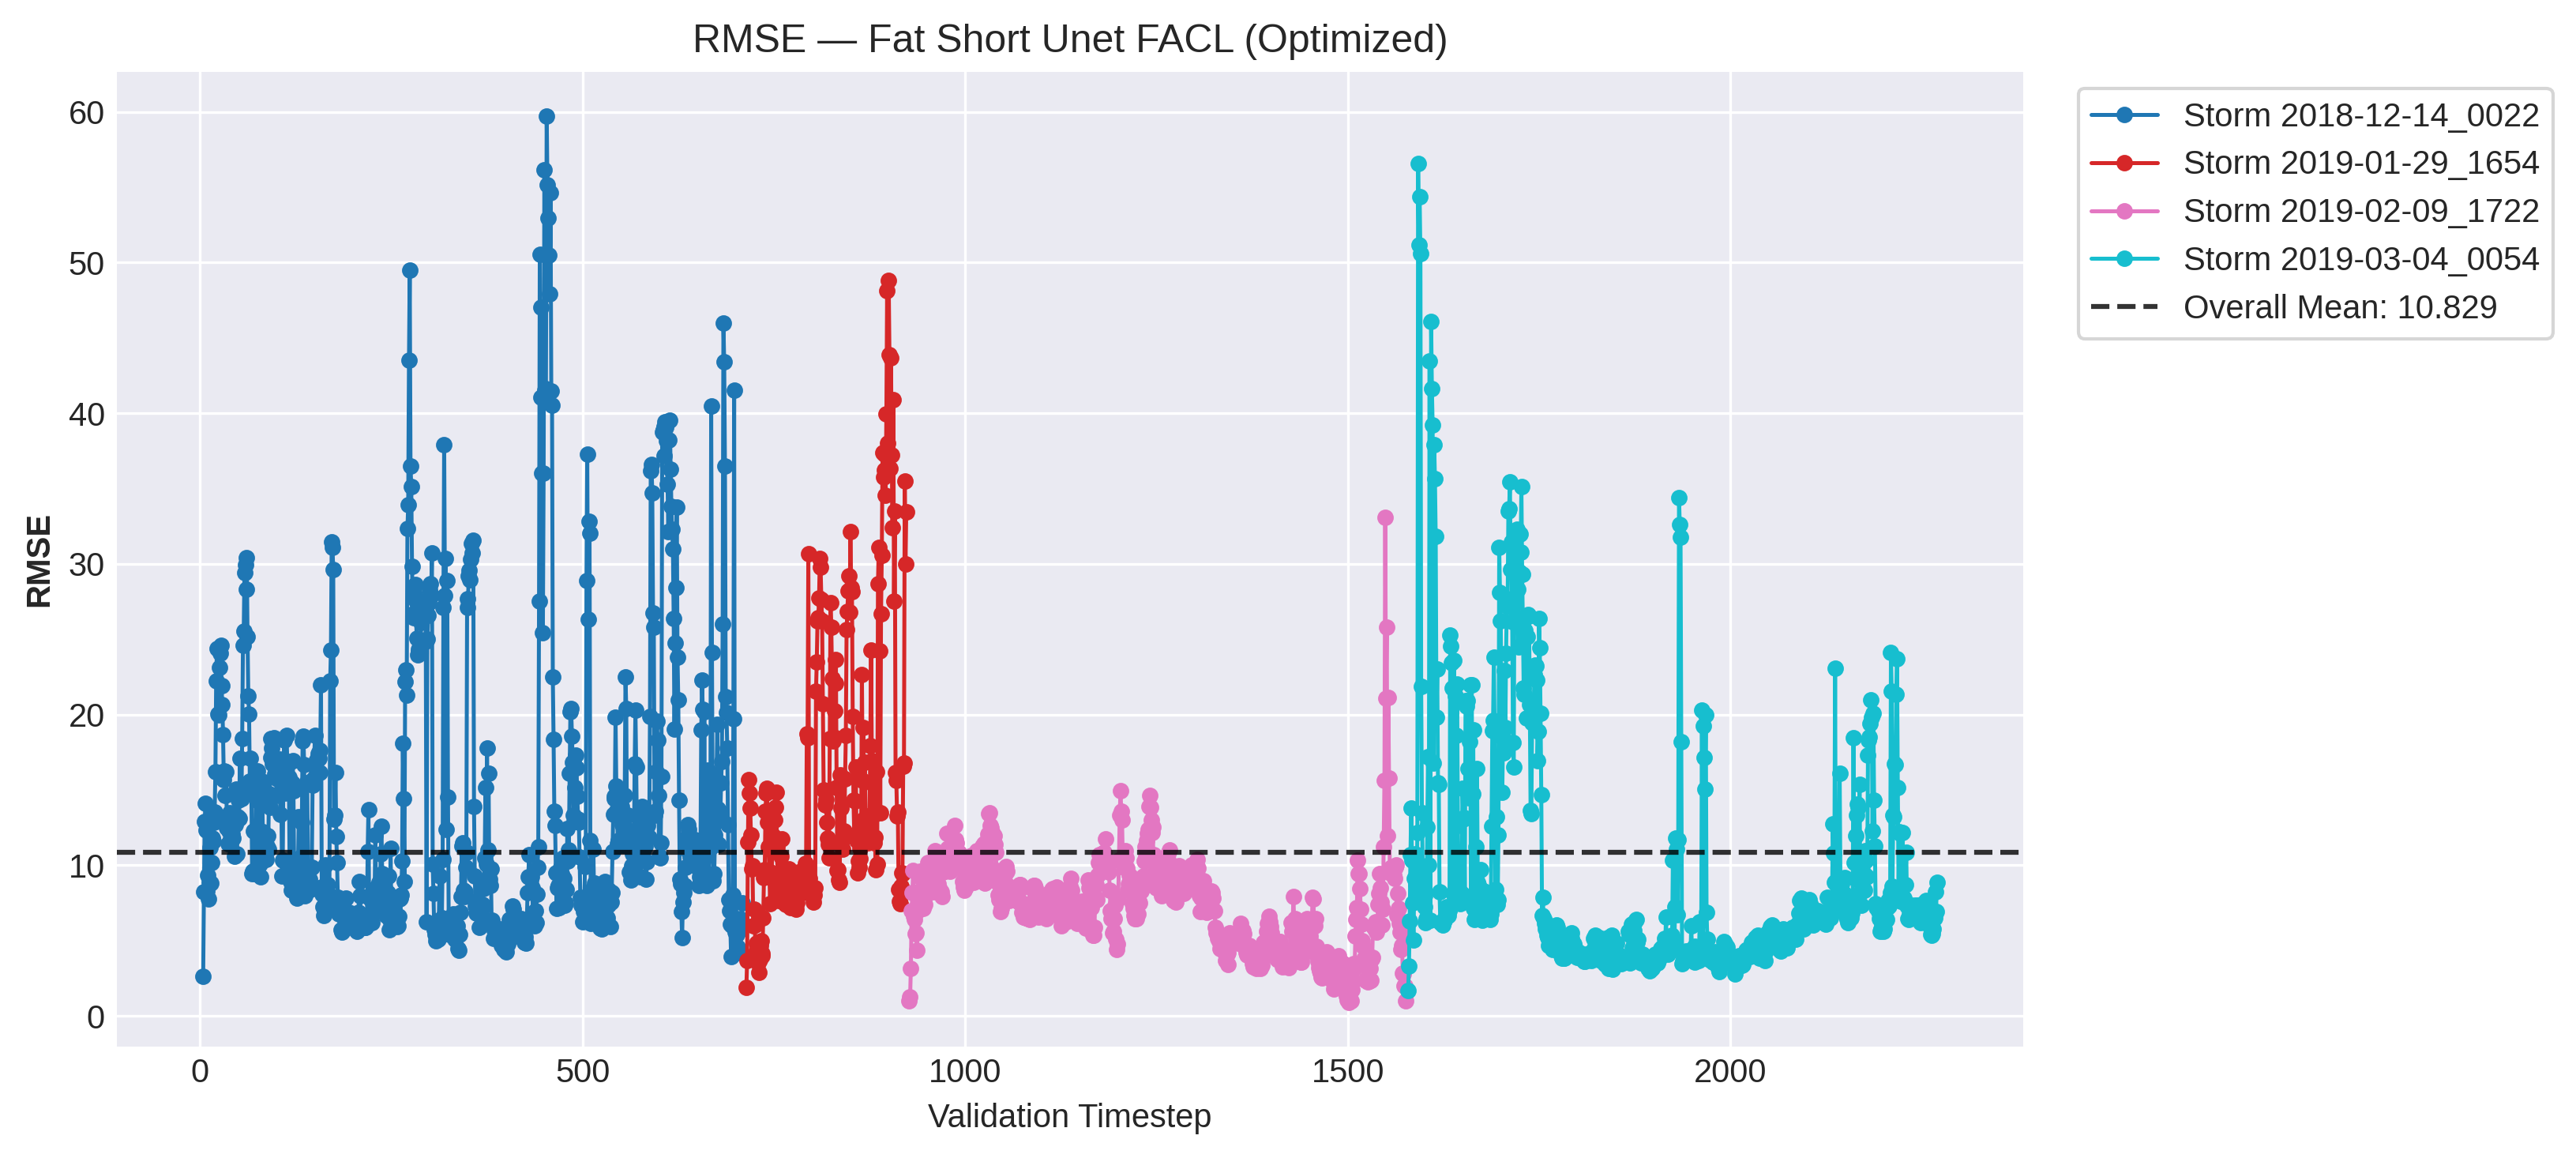 RMSE — Fat Short Unet FACL (Optimized)
60
50
40
30
20
10
0
RMSE
0
500
1000
1500
2000
Validation Timestep
Storm 2018-12-14_0022
Storm 2019-01-29_1654
Storm 2019-02-09_1722
Storm 2019-03-04_0054
Overall Mean: 10.829